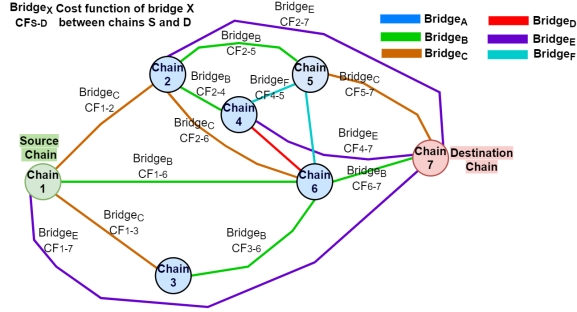 Bridgex Cost function of bridge X
CFS-D between chains S and D
BridgeE
CF2-7
BridgeA
BridgeB
BridgeC
BridgeD
BridgeE
BridgeF
BridgeB
CF2-5
Chain
2
Chain
5
BridgeB
CF2-4
BridgeF
CF4-5
BridgeC
CF5-7
BridgeC
CF1-2
Chain
4
BridgeC
CF2-6
Source
Chain
BridgeE
CF4-7
Chain
7
Destination
Chain
BridgeB
CF1-6
Chain
1
Chain
6
BridgeB
CF6-7
BridgeC
CF1-3
BridgeE
CF1-7
BridgeB
CF3-6
Chain
3